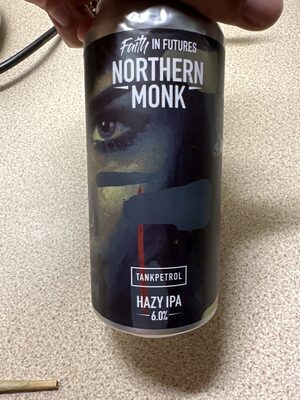 Faith IN FUTURES
NORTHERN
MONK
TANKPETROL
HAZY IPA
6.0%